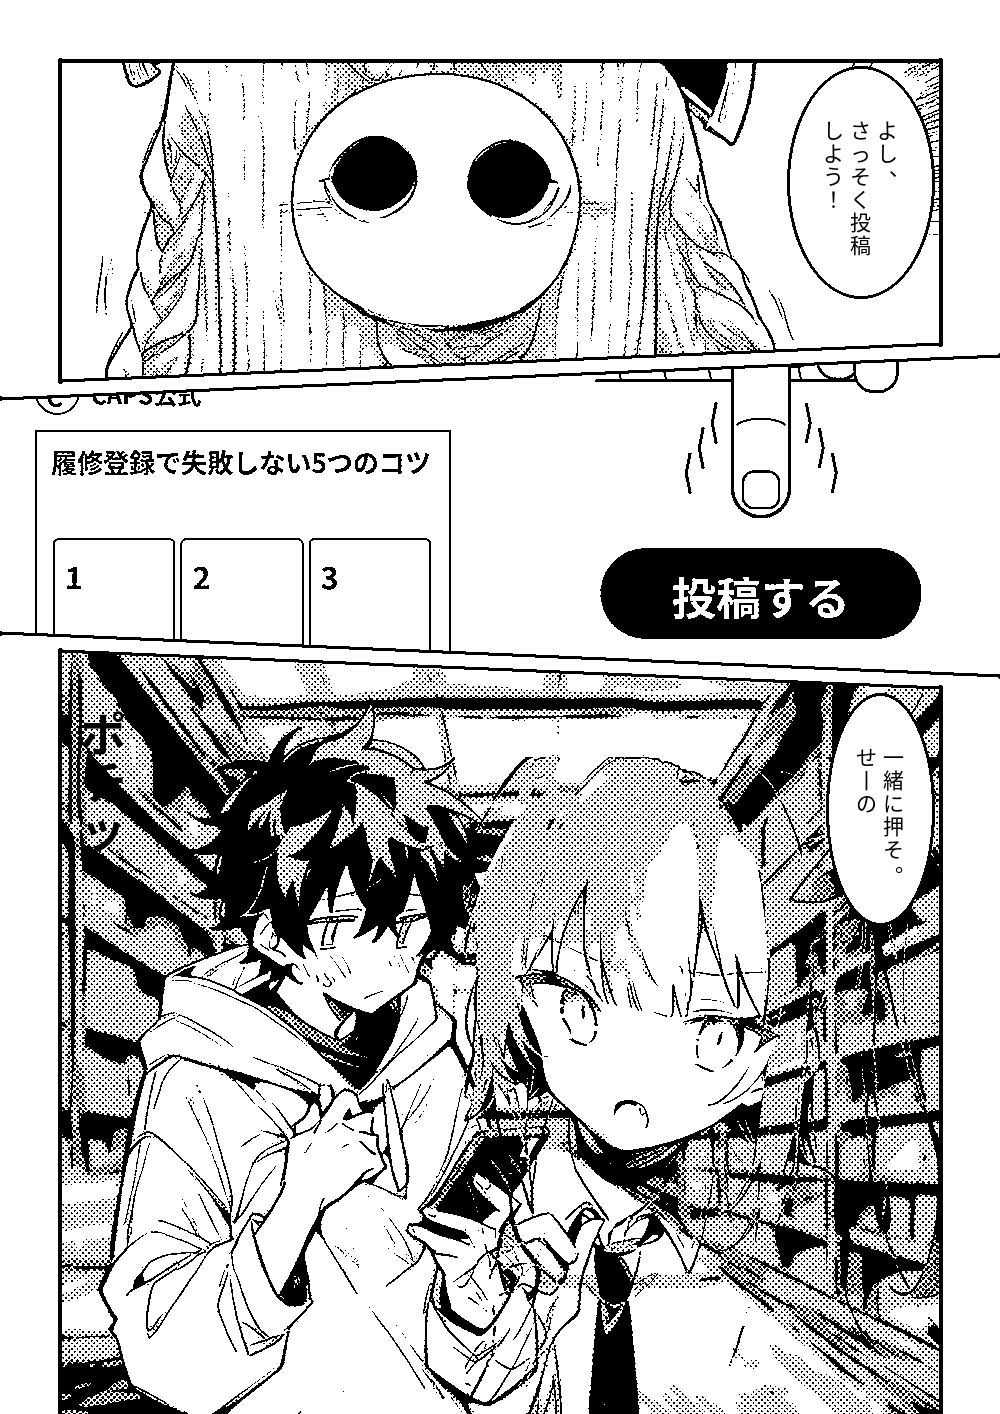 よし、
さっそく投稿
しよう！
C CAPS公式
履修登録で失敗しない5つのコツ
1
2
3
投稿する
一緒に押そ。
せーの
ポチッ